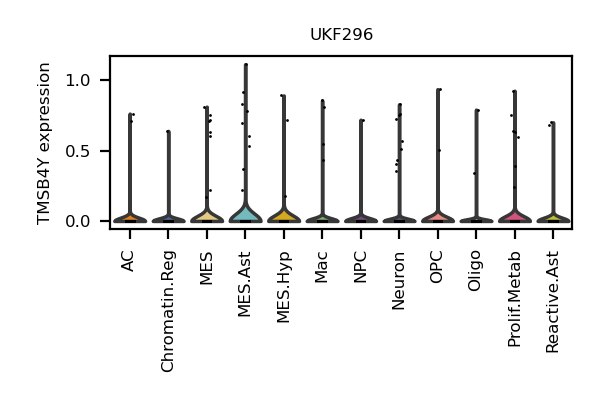 UKF296
TMSB4Y expression
1.0
0.5
0.0
AC
Chromatin.Reg
MES
MES.Ast
MES.Hyp
Mac
NPC
Neuron
OPC
Oligo
Prolif.Metab
Reactive.Ast